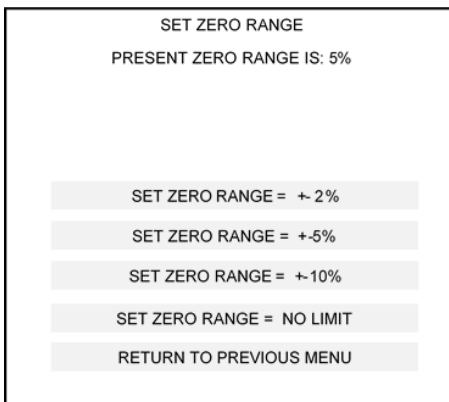 SET ZERO RANGE
PRESENT ZERO RANGE IS: 5%
SET ZERO RANGE = +- 2%
SET ZERO RANGE = +-5%
SET ZERO RANGE = +-10%
SET ZERO RANGE = NO LIMIT
RETURN TO PREVIOUS MENU